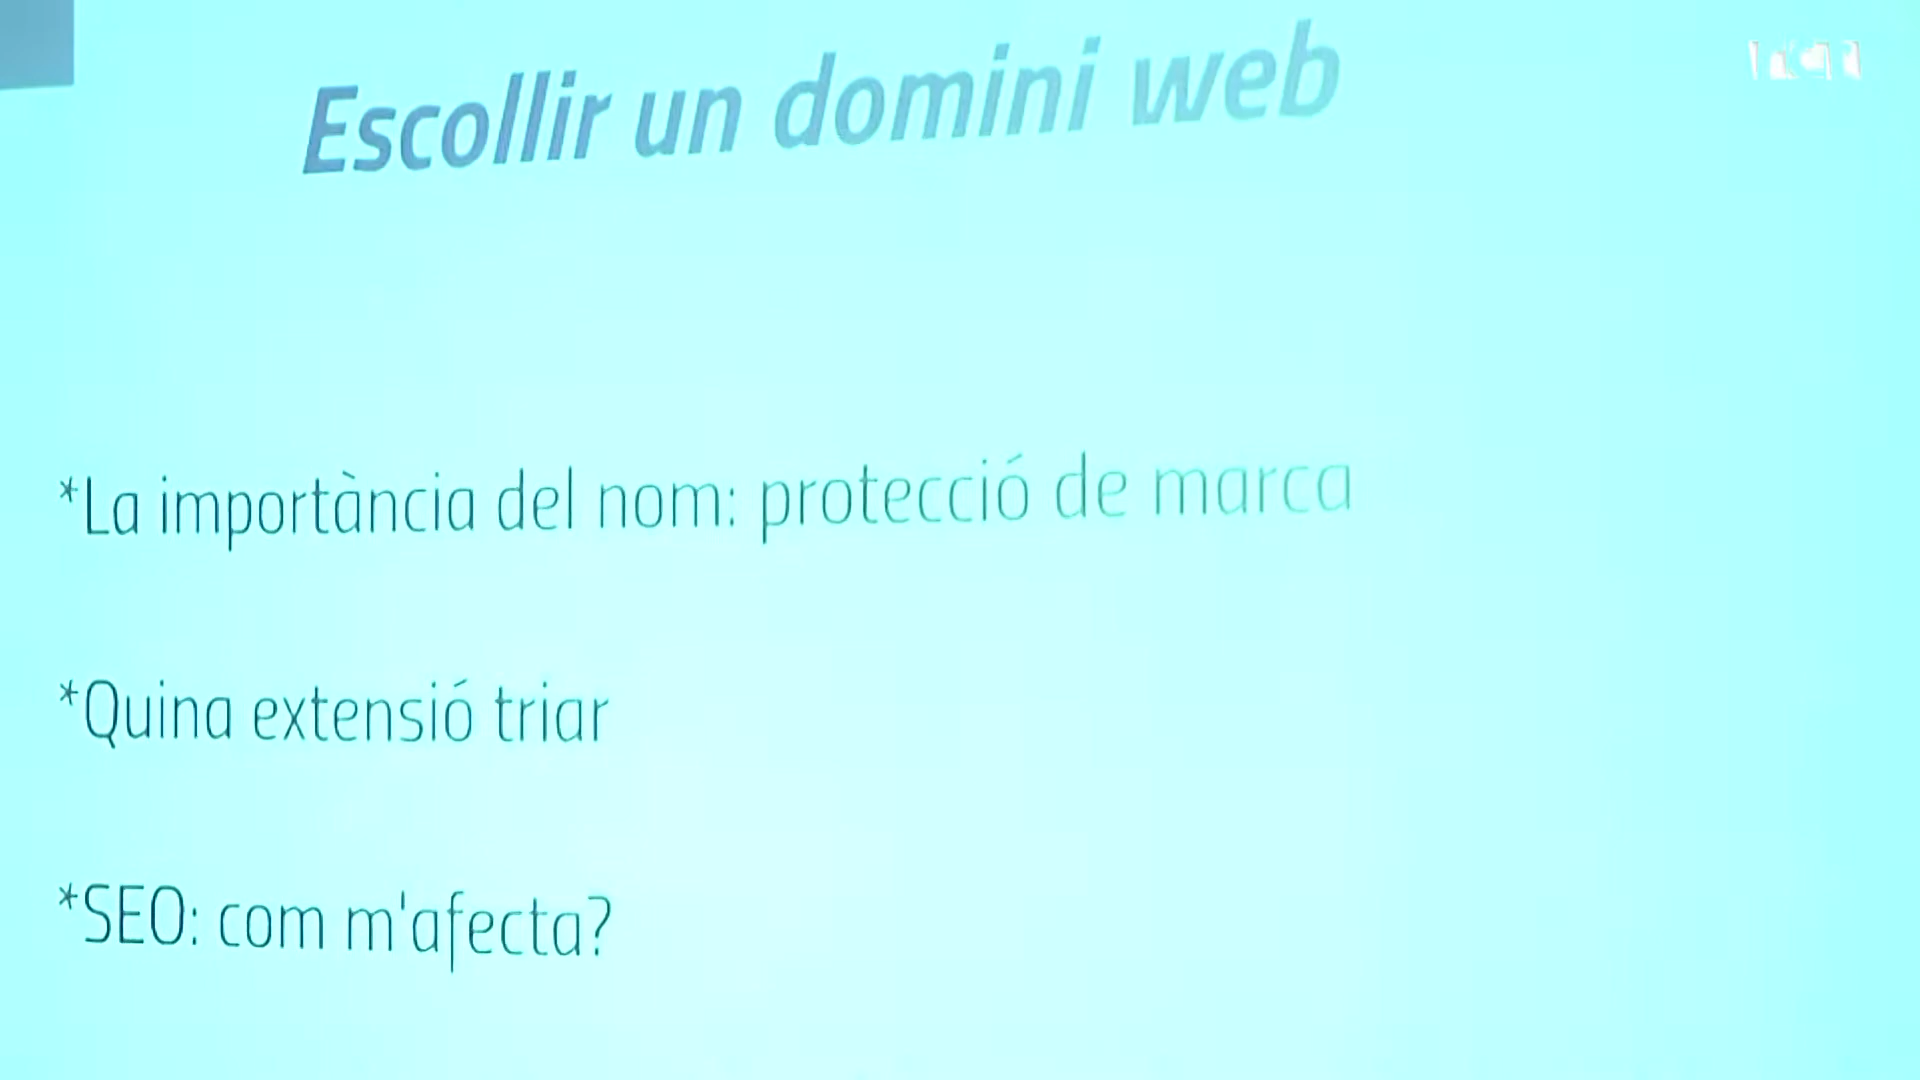 Escollir un domini web
*La importància del nom: protecció de marca
*Quina extensió triar
*SEO: com m'afecta?